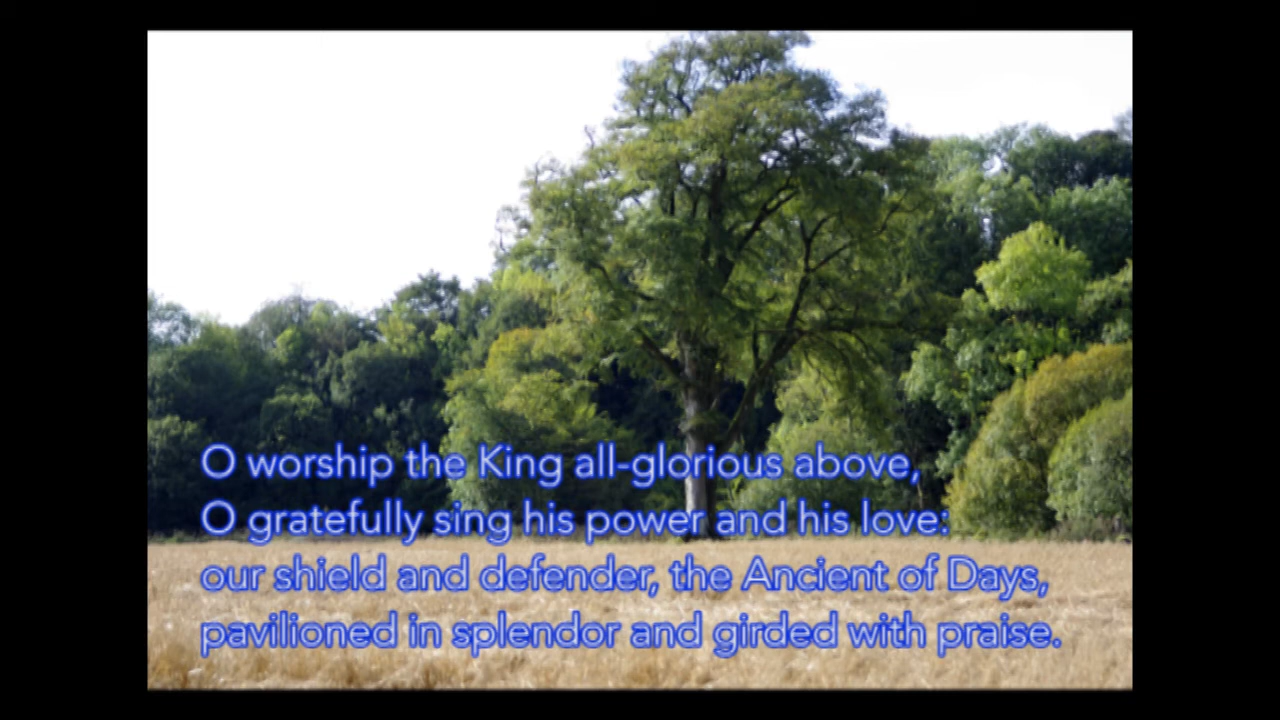 O worship the King all-glorious above,
O gratefully sing his power and his love:
our shield and defender, the Ancient of Days,
pavilioned in splendor and girded with praise.